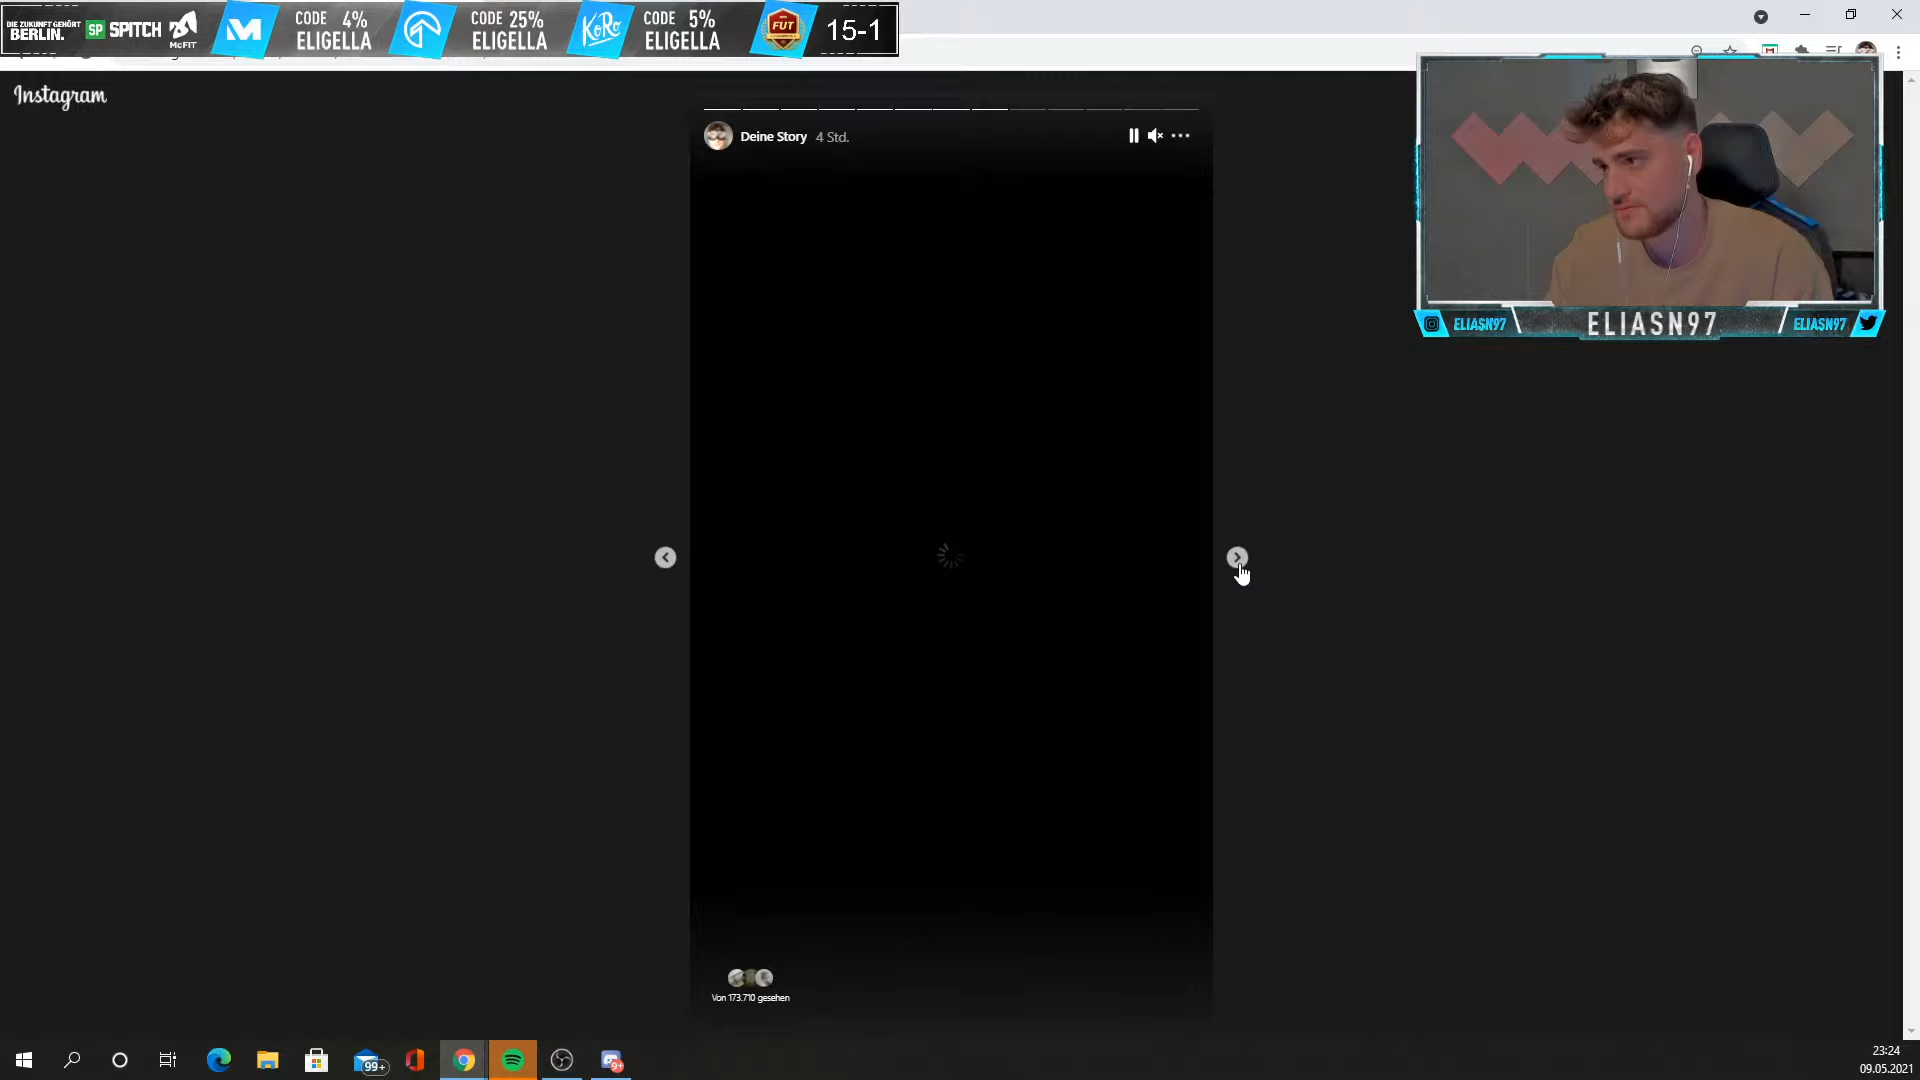 DIE ZUKUNFT GEHÖRT
BERLIN.
SP SPITCH
McFIT
M
CODE 4%
ELIGELLA
CODE 25%
ELIGELLA
KoRo
CODE 5%
ELIGELLA
FUT
15-1
Instagram
Deine Story 4 Std.
ELIASN97
ELIASN97
ELIASN97
Von 173.710 gesehen
99+
9+
23:24
09.05.2021